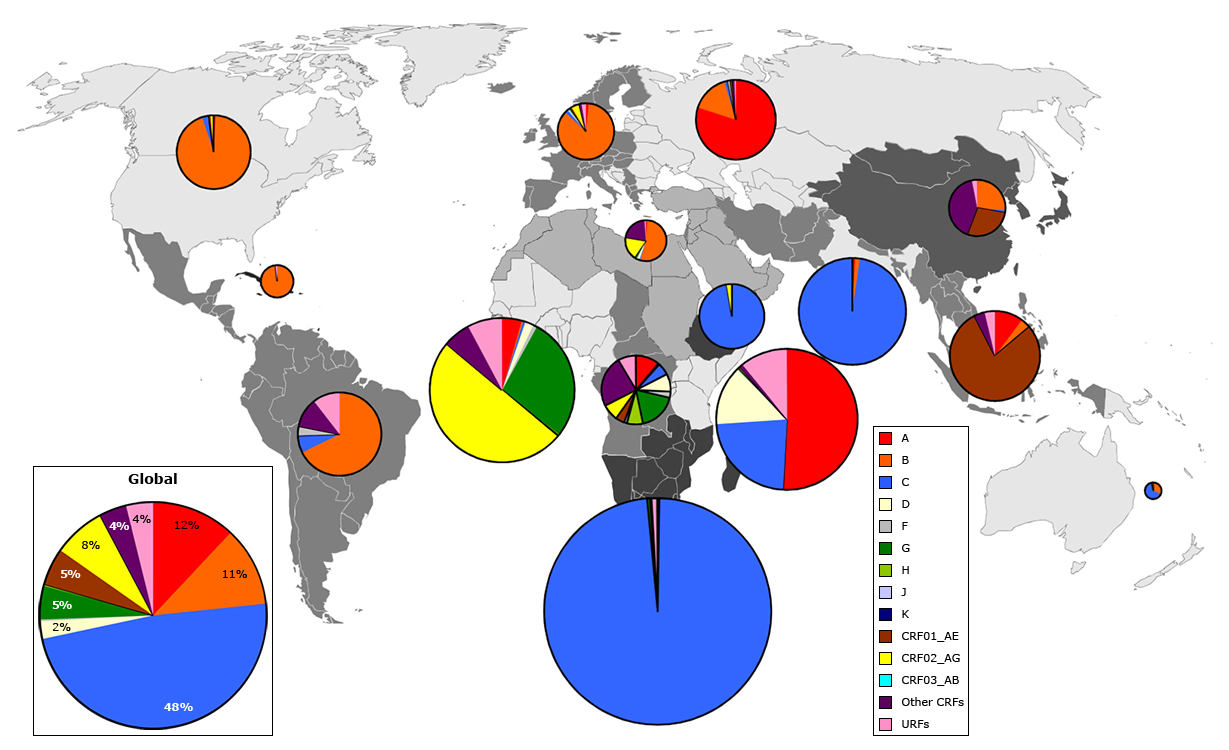 Global
4%
4%
12%
8%
11%
5%
5%
2%
48%
A
B
C
D
F
G
H
J
K
CRF01_AE
CRF02_AG
CRF03_AB
Other CRFs
URFs